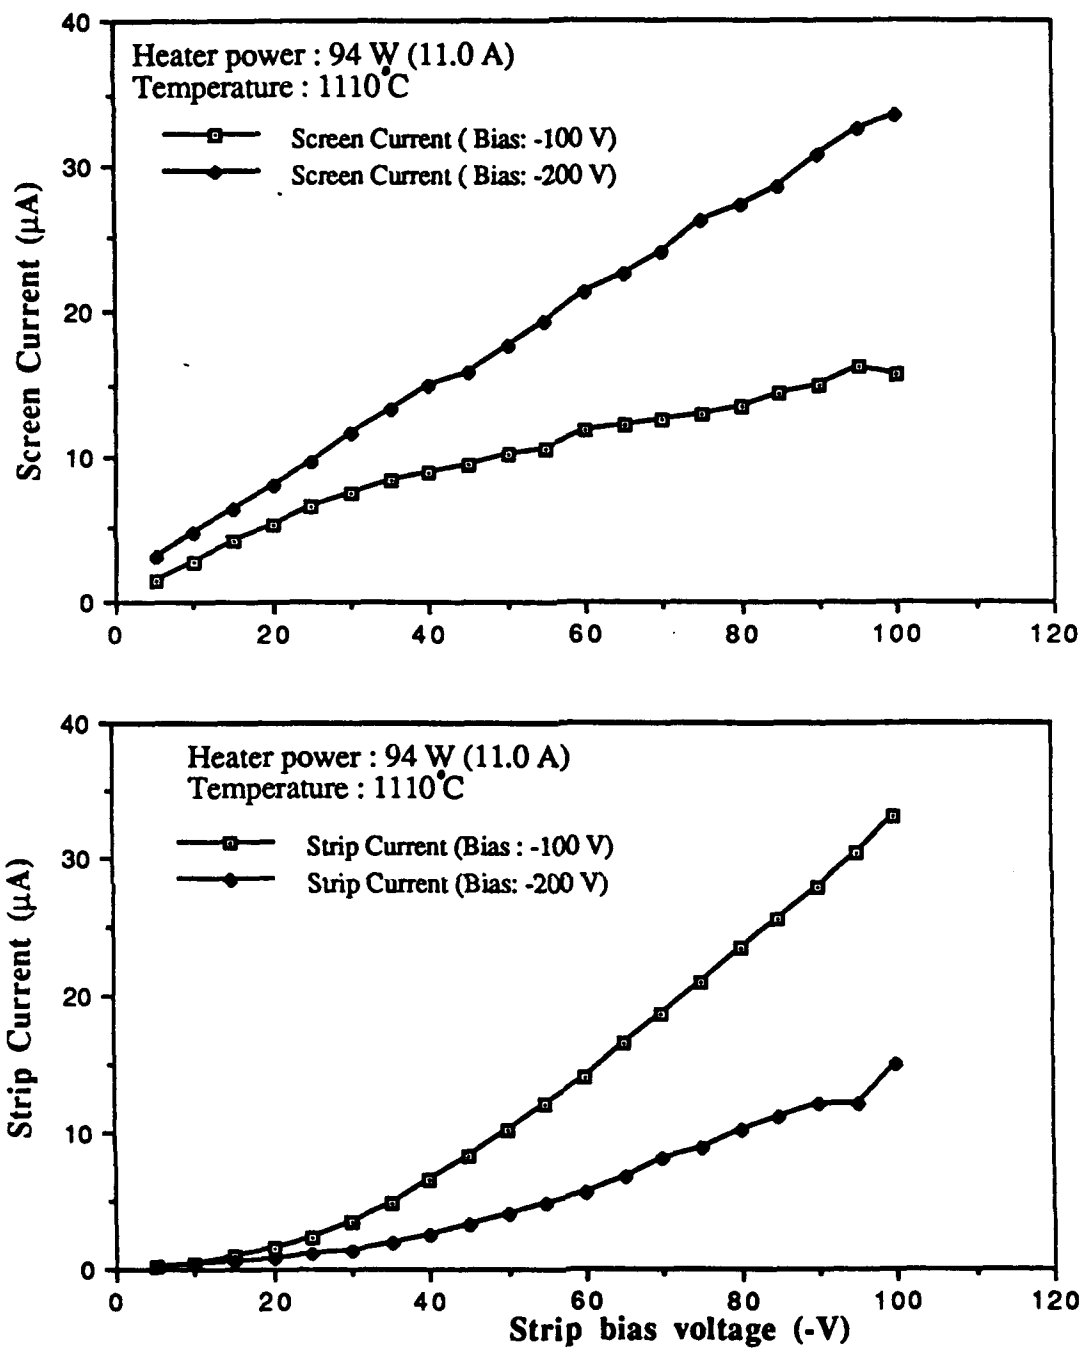 40
Heater power : 94 W (11.0 A)
Temperature : 1110°C
Screen Current ( Bias: -100 V)
Screen Current ( Bias: -200 V)
30
20
10
0
Screen Current (μA)
0 20 40 60 80 100 120
40
Heater power : 94 W (11.0 A)
Temperature : 1110°C
Strip Current (Bias : -100 V)
Strip Current (Bias: -200 V)
30
20
10
0
Strip Current (μA)
0 20 40 60 80 100 120
Strip bias voltage (-V)